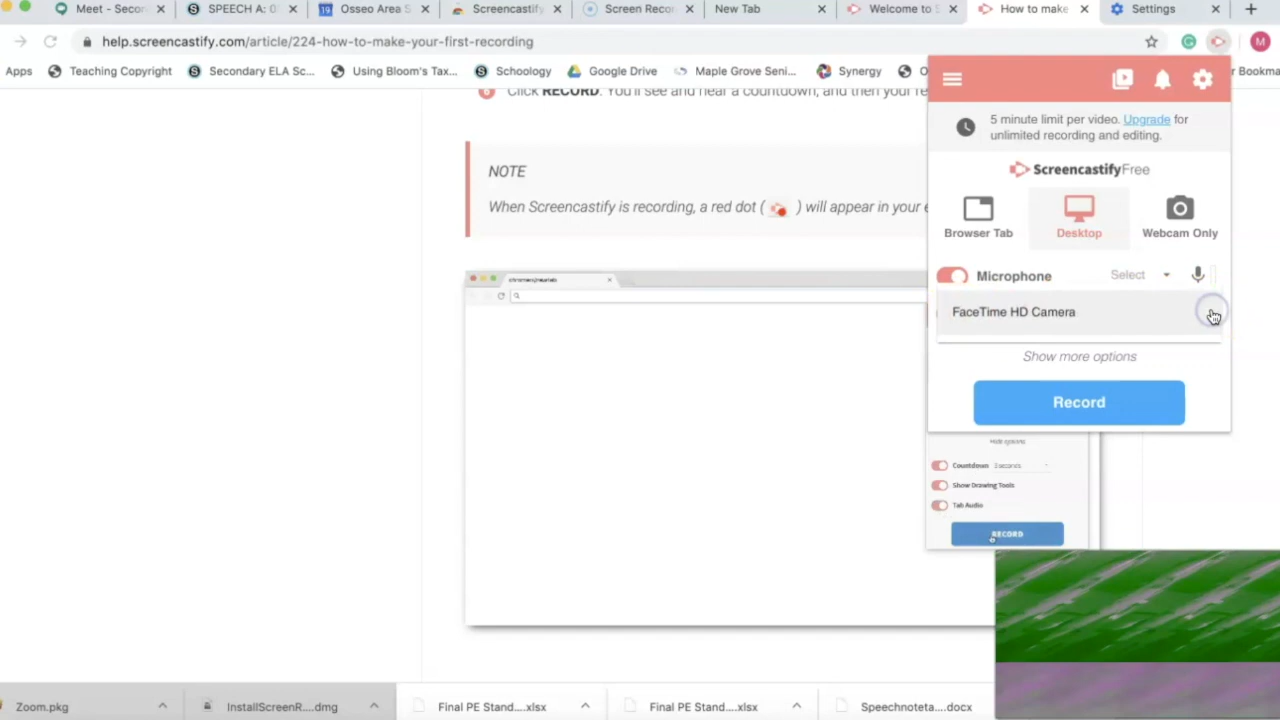 Meet - Secon
SPEECH A: 0
Osseo Area S
Screencastify
Screen Recor
New Tab
Welcome to S
How to make
Settings
help.screencastify.com/article/224-how-to-make-your-first-recording
M
Apps
Teaching Copyright
Secondary ELA Sc...
Using Bloom's Tax...
Schoology
Google Drive
Maple Grove Seni...
Synergy
r Bookma
6 Click RECORD. You'll see and hear a countdown, and then your re
NOTE
When Screencastify is recording, a red dot ( ) will appear in your e
5 minute limit per video. Upgrade for
unlimited recording and editing.
ScreencastifyFree
Browser Tab
Desktop
Webcam Only
Microphone
Select
FaceTime HD Camera
Show more options
Record
Hide options
Countdown 3 seconds
Show Drawing Tools
Tab Audio
RECORD
Zoom.pkg
InstallScreenR....dmg
Final PE Stand....xlsx
Final PE Stand....xlsx
Speechnoteta....docx